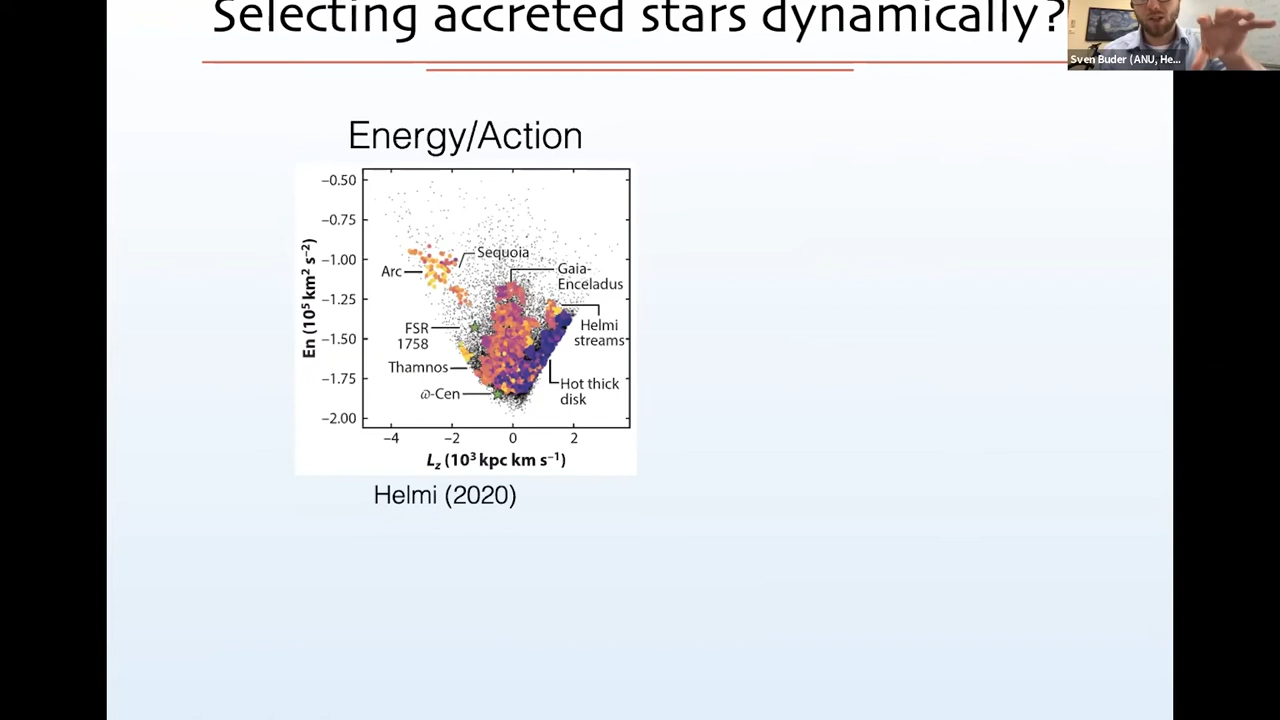 Selecting accreted stars dynamically?
Sven Buder (ANU, He...
Energy/Action
−0.50
−0.75
−1.00
−1.25
−1.50
−1.75
−2.00
En (10⁵ km² s⁻²)
Arc
Sequoia
Gaia-
Enceladus
FSR
1758
Helmi
streams
Thamnos
ϖ-Cen
Hot thick
disk
−4
−2
0
2
L_z (10³ kpc km s⁻¹)
Helmi (2020)